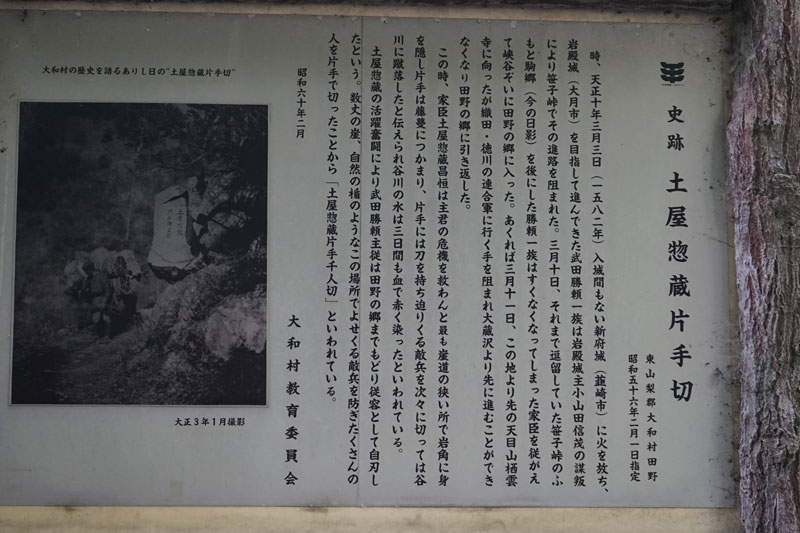 史跡 土屋惣蔵片手切
東山梨郡大和村田野
昭和五十六年二月一日指定
時、天正十年三月三日(一五八二年)入城間もない新府城(韮崎市)に火を放ち、
岩殿城(大月市)を目指して進んできた武田勝頼一族は岩殿城主小山田信茂の謀叛
により笹子峠でその進路を阻まれた。三月十日、それまで逗留していた笹子峠のふ
もと駒郷(今の日影)を後にした勝頼一族はすくなくなってしまった家臣を従がえ
て峡谷ぞいに田野の郷に入った。あくれば三月十一日、この地より先の天目山栖雲
寺に向ったが織田・徳川の連合軍に行く手を阻まれ大蔵沢より先に進むことができ
なくなり田野の郷に引き返した。
この時、家臣土屋惣蔵昌恒は主君の危機を救わんと最も崖道の狭い所で岩角に身
を隠し片手は藤蔓につかまり、片手には刀を持ち迫りくる敵兵を次々に切っては谷
川に蹴落したと伝えられ谷川の水は三日間も血で赤く染ったといわれている。
土屋惣蔵の活躍奮闘により武田勝頼主従は田野の郷までもどり従容として自刃し
たという。数丈の崖、自然の楯のようなこの場所でよせくる敵兵を防ぎたくさんの
人を片手で切ったことから「土屋惣蔵片手千人切」といわれている。
昭和六十年二月
大和村教育委員会
大和村の歴史を語るありし日の"土屋惣蔵片手切"
大正3年1月撮影